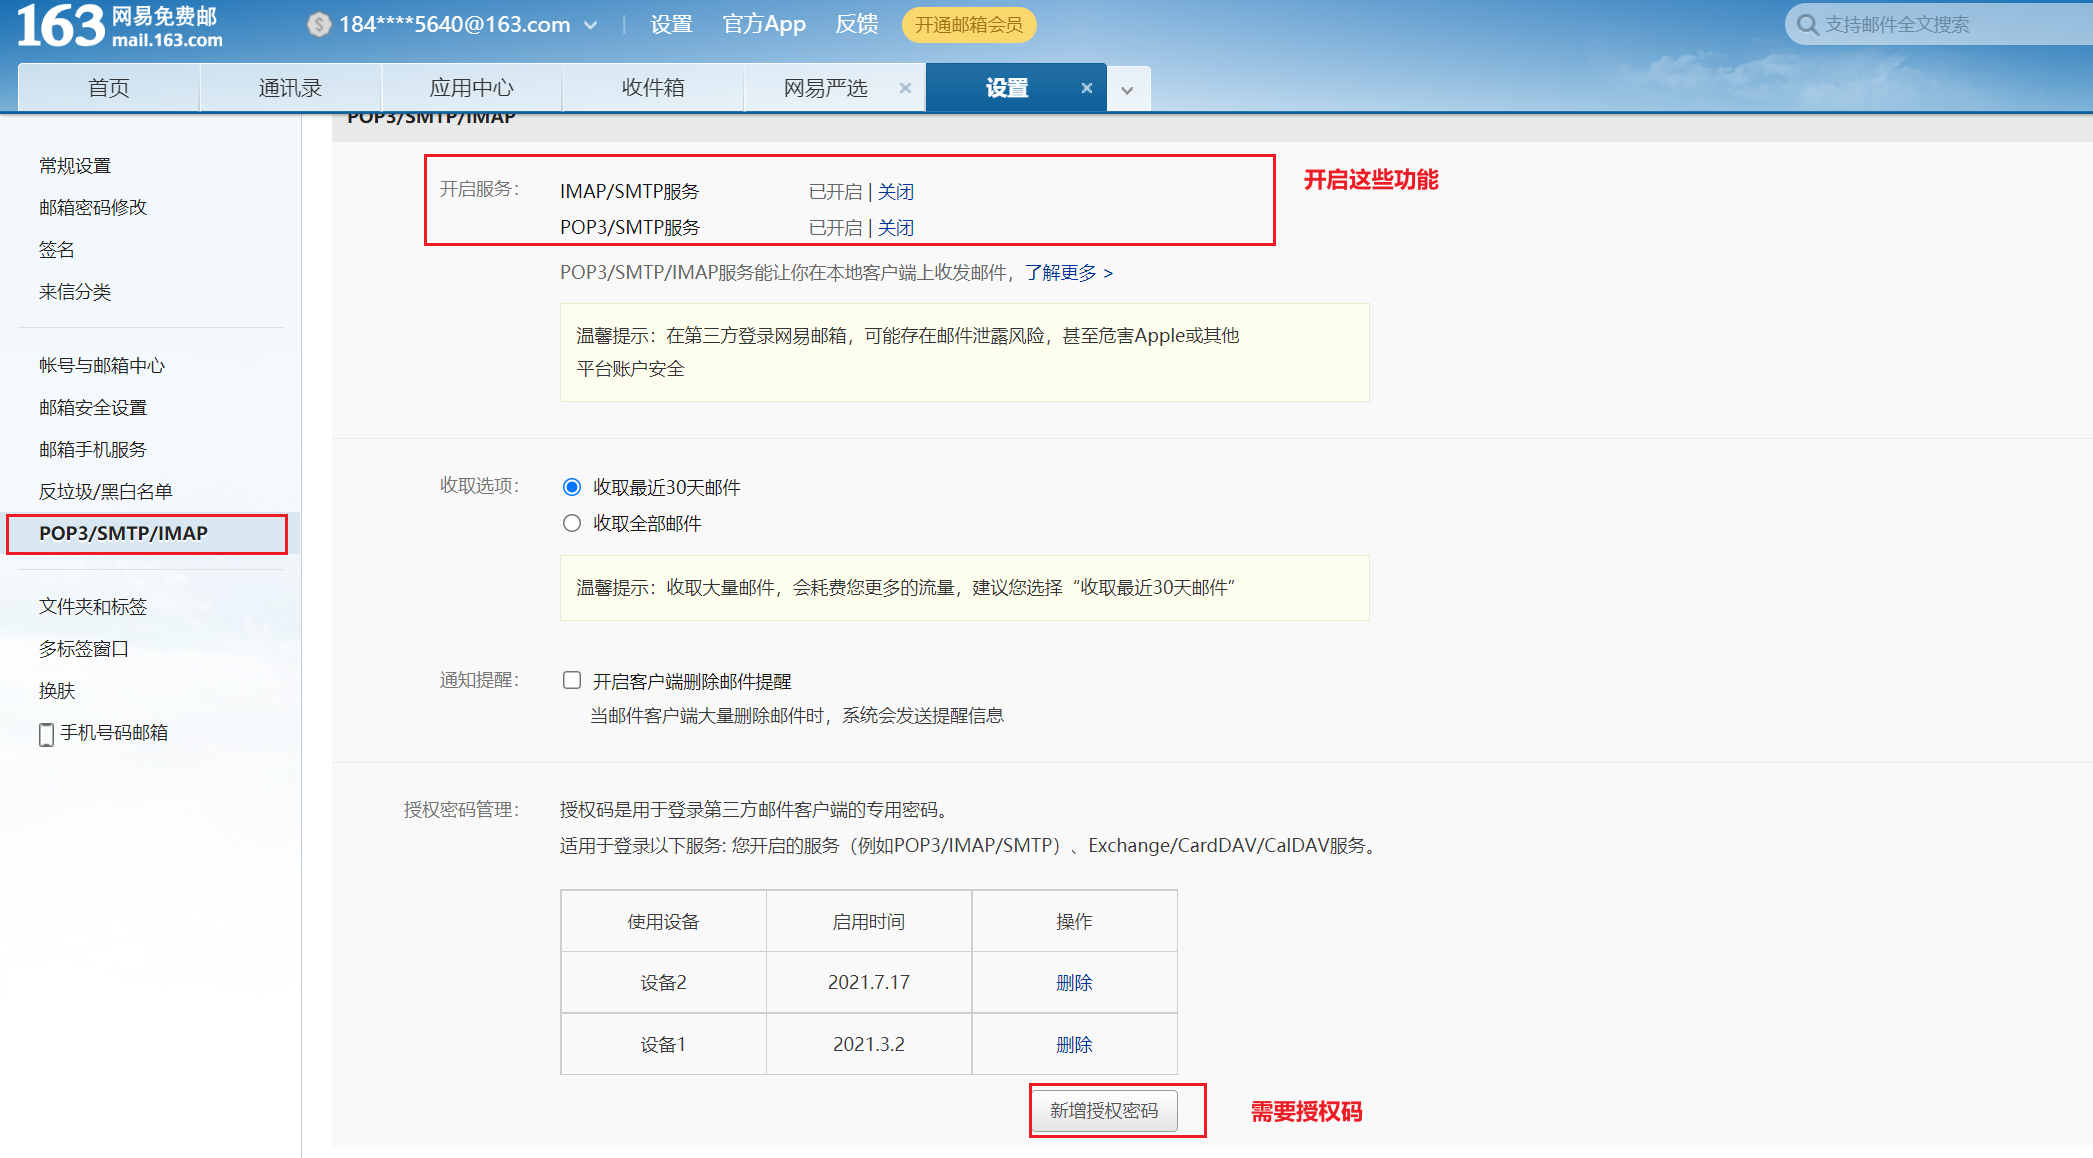 163 网易免费邮
mail.163.com
184****5640@163.com | 设置 官方App 反馈 开通邮箱会员
支持邮件全文搜索
首页 通讯录 应用中心 收件箱 网易严选 设置
POP3/SMTP/IMAP
常规设置
邮箱密码修改
签名
来信分类
帐号与邮箱中心
邮箱安全设置
邮箱手机服务
反垃圾/黑白名单
POP3/SMTP/IMAP
文件夹和标签
多标签窗口
换肤
手机号码邮箱
开启服务： IMAP/SMTP服务 已开启 | 关闭
POP3/SMTP服务 已开启 | 关闭
开启这些功能
POP3/SMTP/IMAP服务能让你在本地客户端上收发邮件，了解更多 >
温馨提示：在第三方登录网易邮箱，可能存在邮件泄露风险，甚至危害Apple或其他
平台账户安全
收取选项： 收取最近30天邮件
收取全部邮件
温馨提示：收取大量邮件，会耗费您更多的流量，建议您选择“收取最近30天邮件”
通知提醒： 开启客户端删除邮件提醒
当邮件客户端大量删除邮件时，系统会发送提醒信息
授权密码管理： 授权码是用于登录第三方邮件客户端的专用密码。
适用于登录以下服务: 您开启的服务（例如POP3/IMAP/SMTP）、Exchange/CardDAV/CalDAV服务。
使用设备 启用时间 操作
设备2 2021.7.17 删除
设备1 2021.3.2 删除
新增授权密码
需要授权码